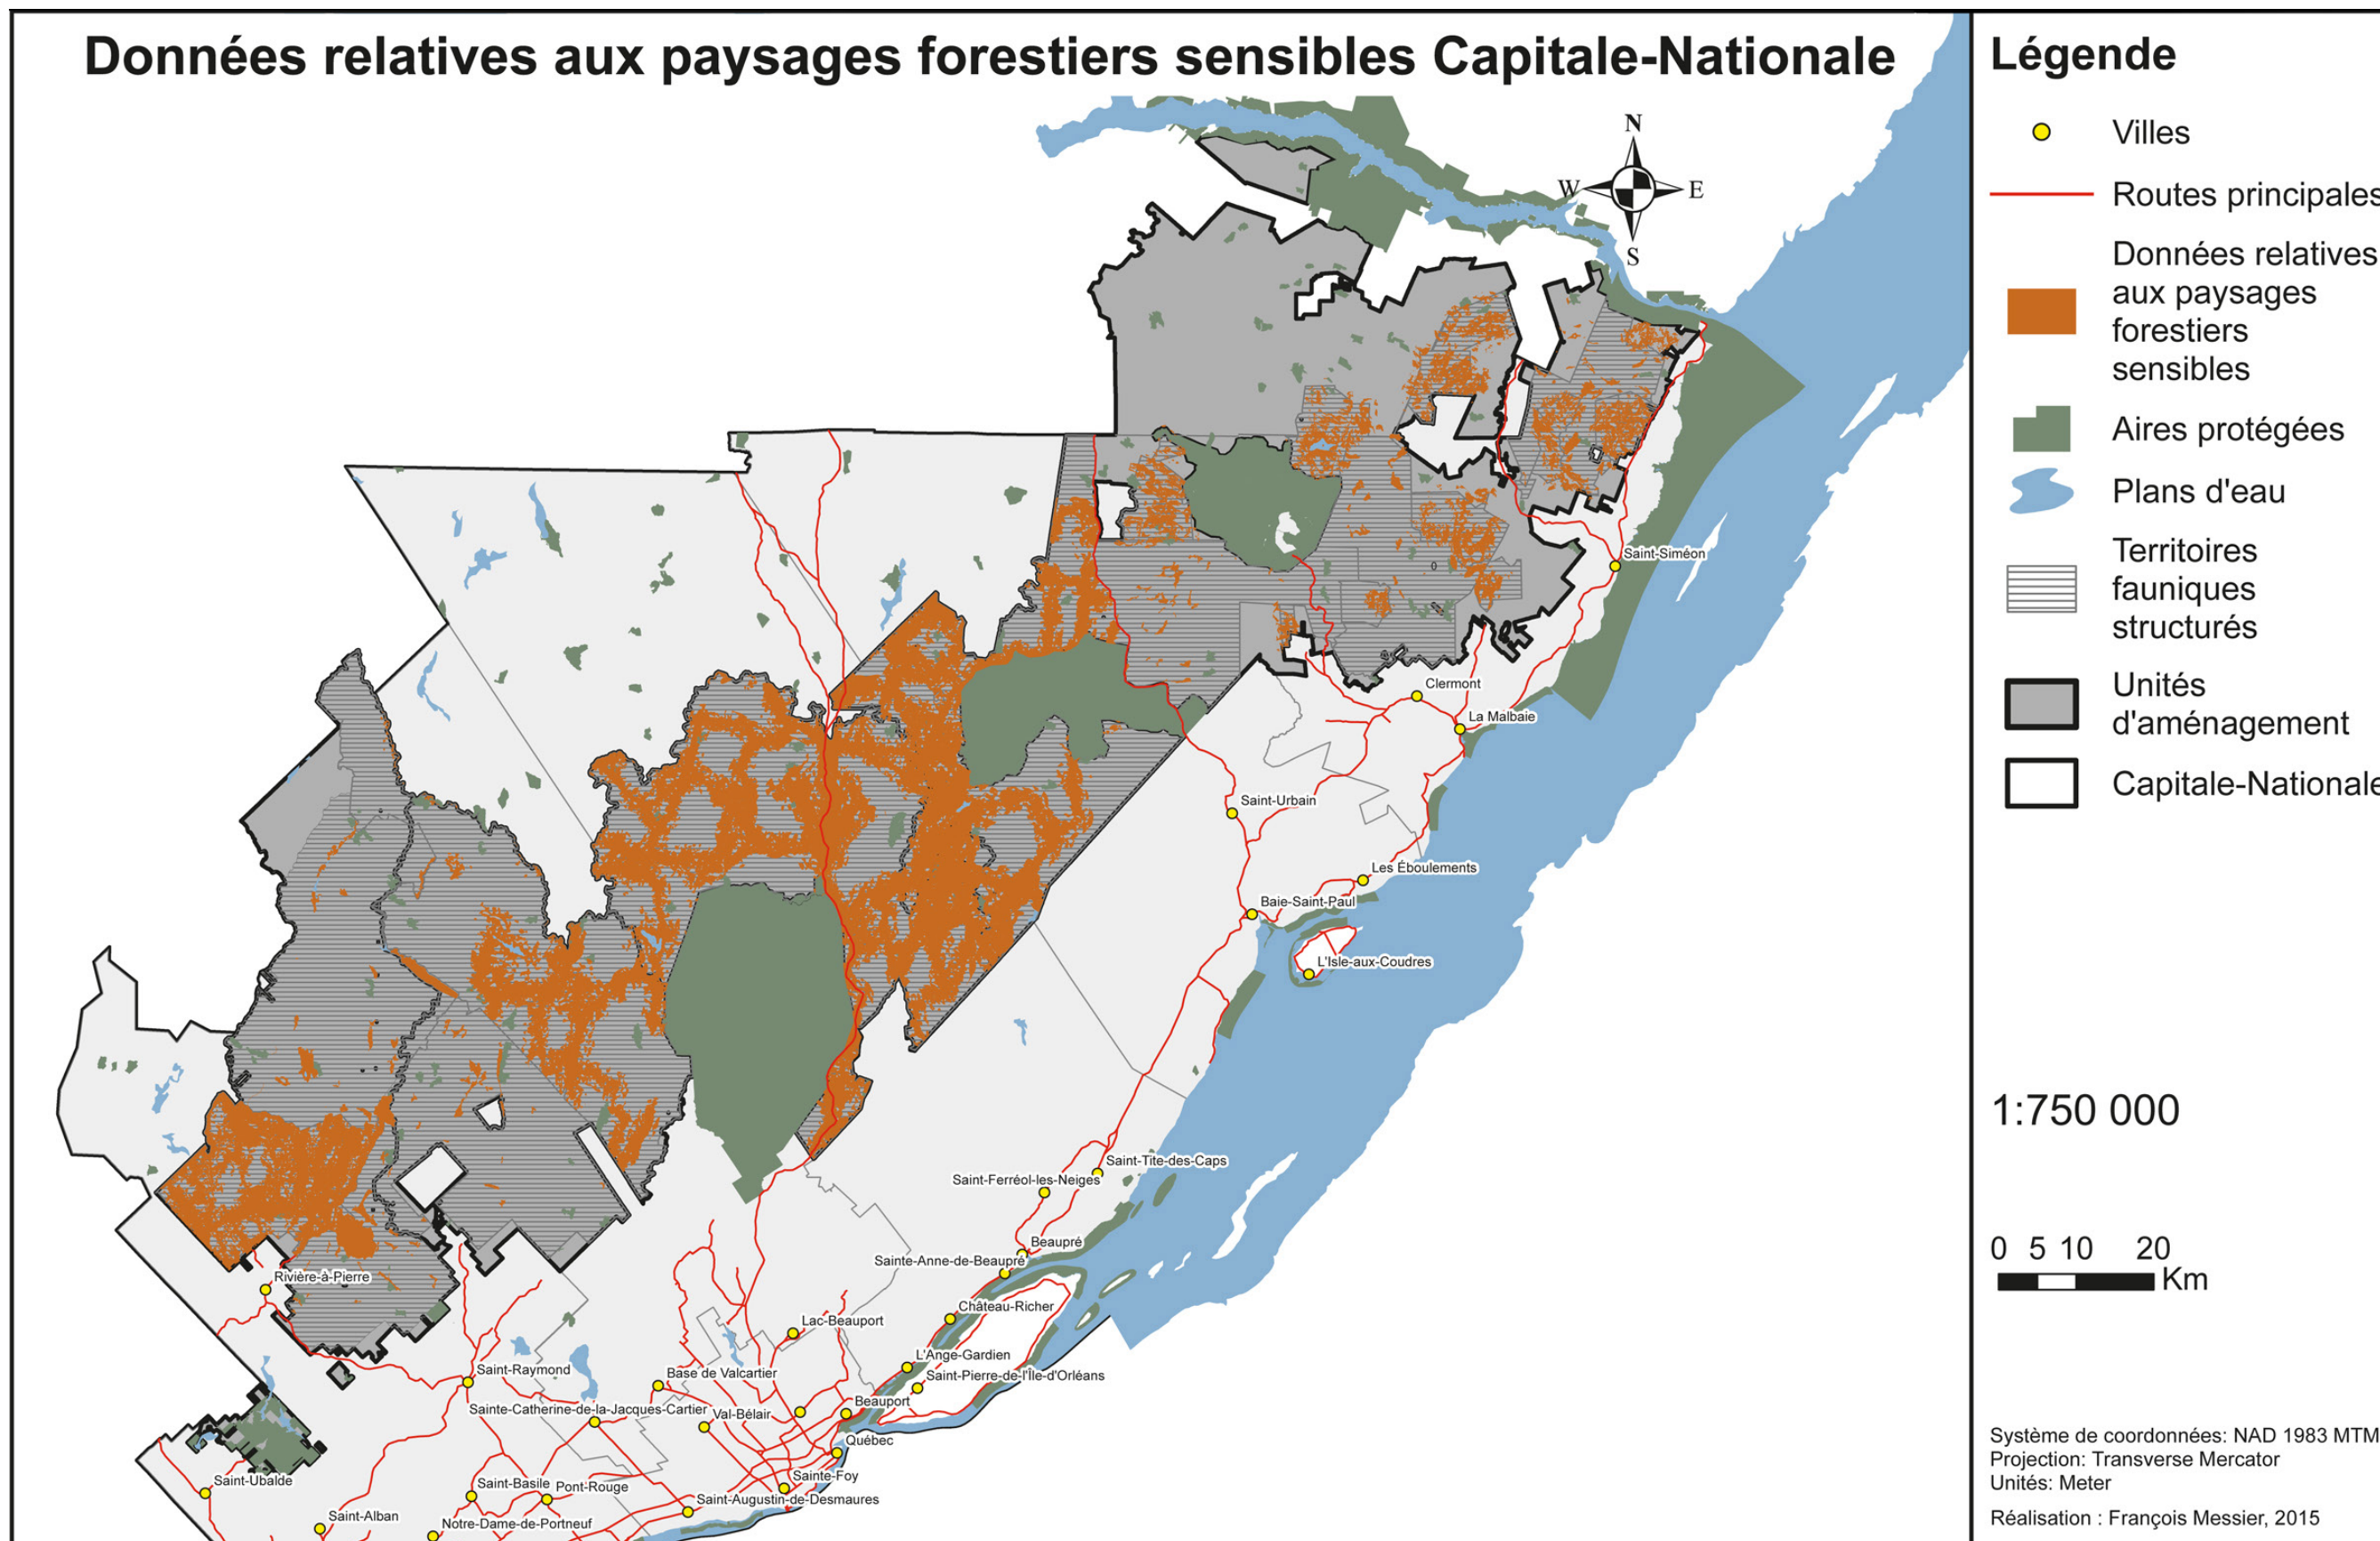 Données relatives aux paysages forestiers sensibles Capitale-Nationale
N
W
E
S
Saint-Siméon
Clermont
La Malbaie
Saint-Urbain
Les Éboulements
Baie-Saint-Paul
L'Isle-aux-Coudres
Saint-Tite-des-Caps
Saint-Ferréol-les-Neiges
Beaupré
Sainte-Anne-de-Beaupré
Rivière-à-Pierre
Château-Richer
Lac-Beauport
L'Ange-Gardien
Saint-Raymond
Base de Valcartier
Saint-Pierre-de-l'Île-d'Orléans
Beauport
Sainte-Catherine-de-la-Jacques-Cartier
Val-Bélair
Québec
Sainte-Foy
Saint-Ubalde
Saint-Basile
Pont-Rouge
Saint-Augustin-de-Desmaures
Saint-Alban
Notre-Dame-de-Portneuf
Légende
Villes
Routes principales
Données relatives
aux paysages
forestiers
sensibles
Aires protégées
Plans d'eau
Territoires
fauniques
structurés
Unités
d'aménagement
Capitale-Nationale
1:750 000
0 5 10 20
Km
Système de coordonnées: NAD 1983 MTM
Projection: Transverse Mercator
Unités: Meter
Réalisation : François Messier, 2015